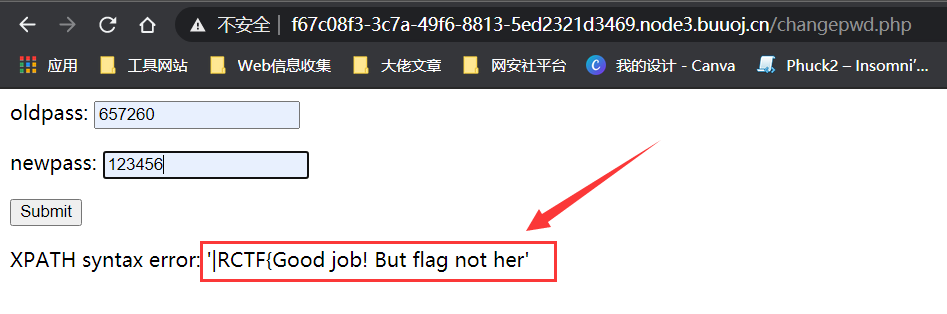 不安全 | f67c08f3-3c7a-49f6-8813-5ed2321d3469.node3.buuoj.cn/changepwd.php
应用 工具网站 Web信息收集 大佬文章 网安社平台 C 我的设计 - Canva Phuck2 – Insomni’...
oldpass: 657260
newpass: 123456
Submit
XPATH syntax error: '|RCTF{Good job! But flag not her'